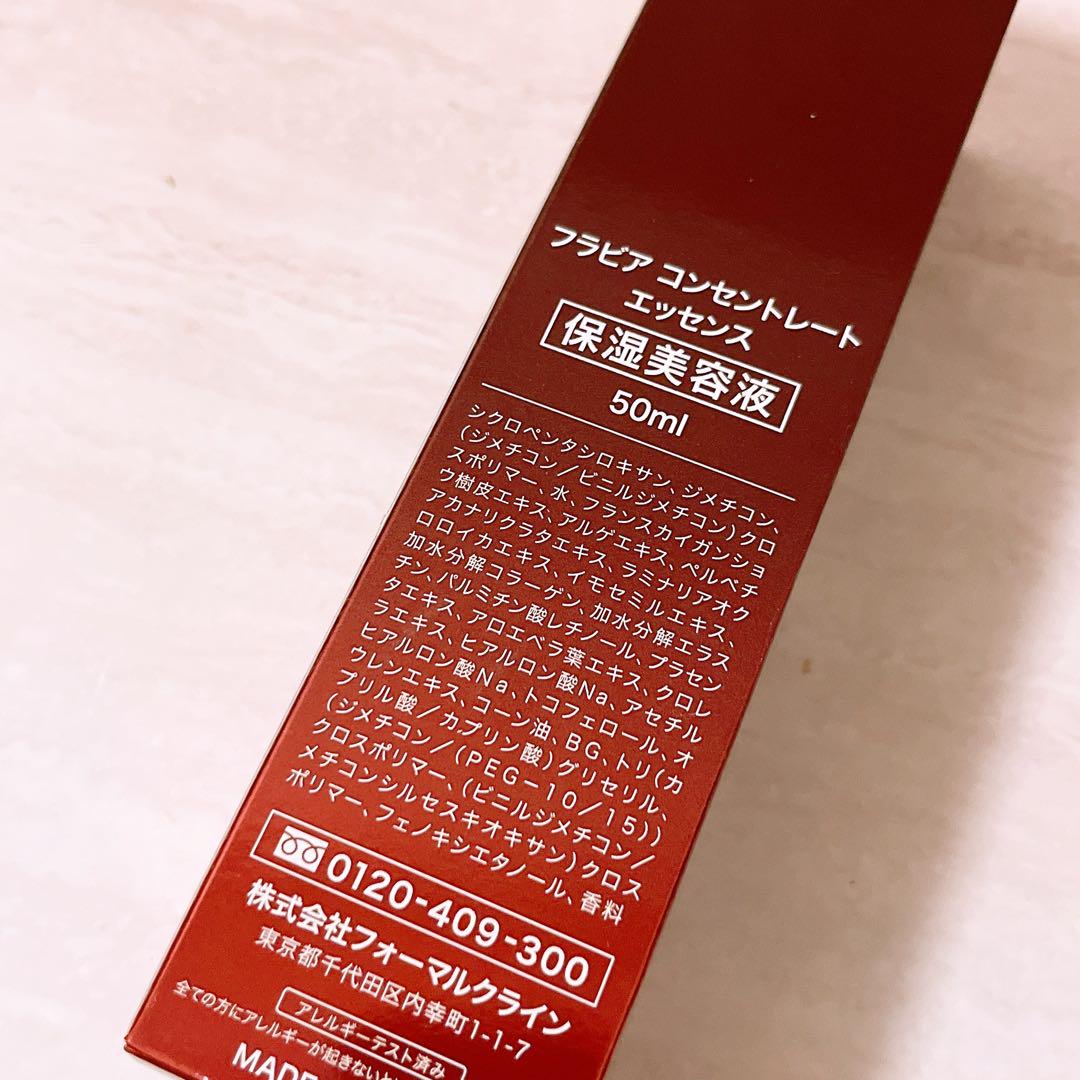 フラビア コンセントレート
エッセンス
保湿美容液
50ml
シクロペンタシロキサン、ジメチコン、
(ジメチコン/ビニルジメチコン)クロ
スポリマー、水、フランスカイガンショ
ウ樹皮エキス、アルゲエキス、ペルベチ
アカナリクラタエキス、ラミナリアオク
ロロイカエキス、イモセミルエキス、
加水分解コラーゲン、加水分解エラス
チン、パルミチン酸レチノール、プラセン
タエキス、アロエベラ葉エキス、クロレ
ラエキス、ヒアルロン酸Na、アセチル
ヒアルロン酸Na、トコフェロール、オ
ウレンエキス、コーン油、BG、トリ(カ
プリル酸/カプリン酸)グリセリル、
(ジメチコン/(PEG-10/15))
クロスポリマー、(ビニルジメチコン/
メチコンシルセスキオキサン)クロス
ポリマー、フェノキシエタノール、香料
0120-409-300
株式会社フォーマルクライン
東京都千代田区内幸町1-1-7
アレルギーテスト済み
全ての方にアレルギーが起きないと
MADE